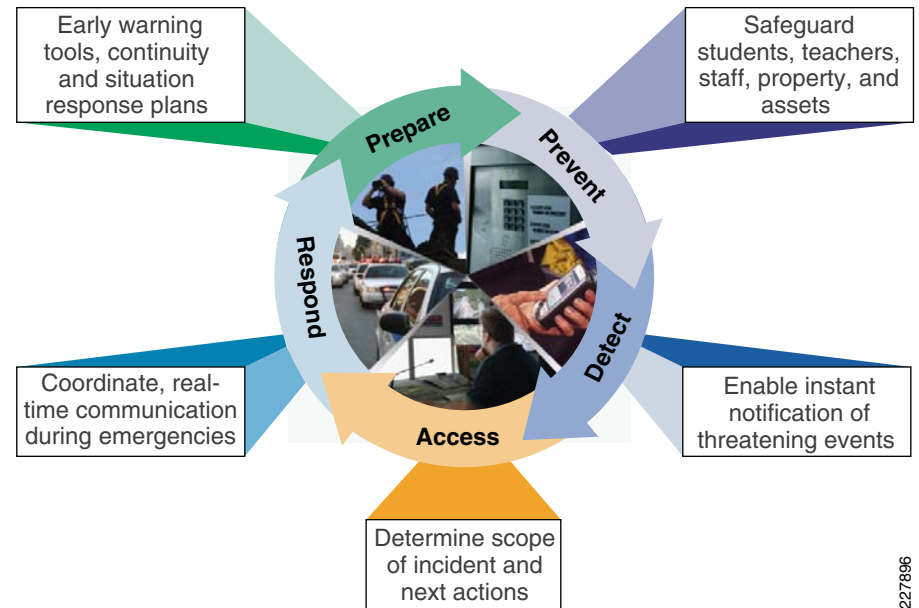 Early warning
tools, continuity
and situation
response plans
Safeguard
students, teachers,
staff, property, and
assets
Prepare
Prevent
Respond
Detect
Access
Coordinate, real-
time communication
during emergencies
Enable instant
notification of
threatening events
Determine scope
of incident and
next actions
227896